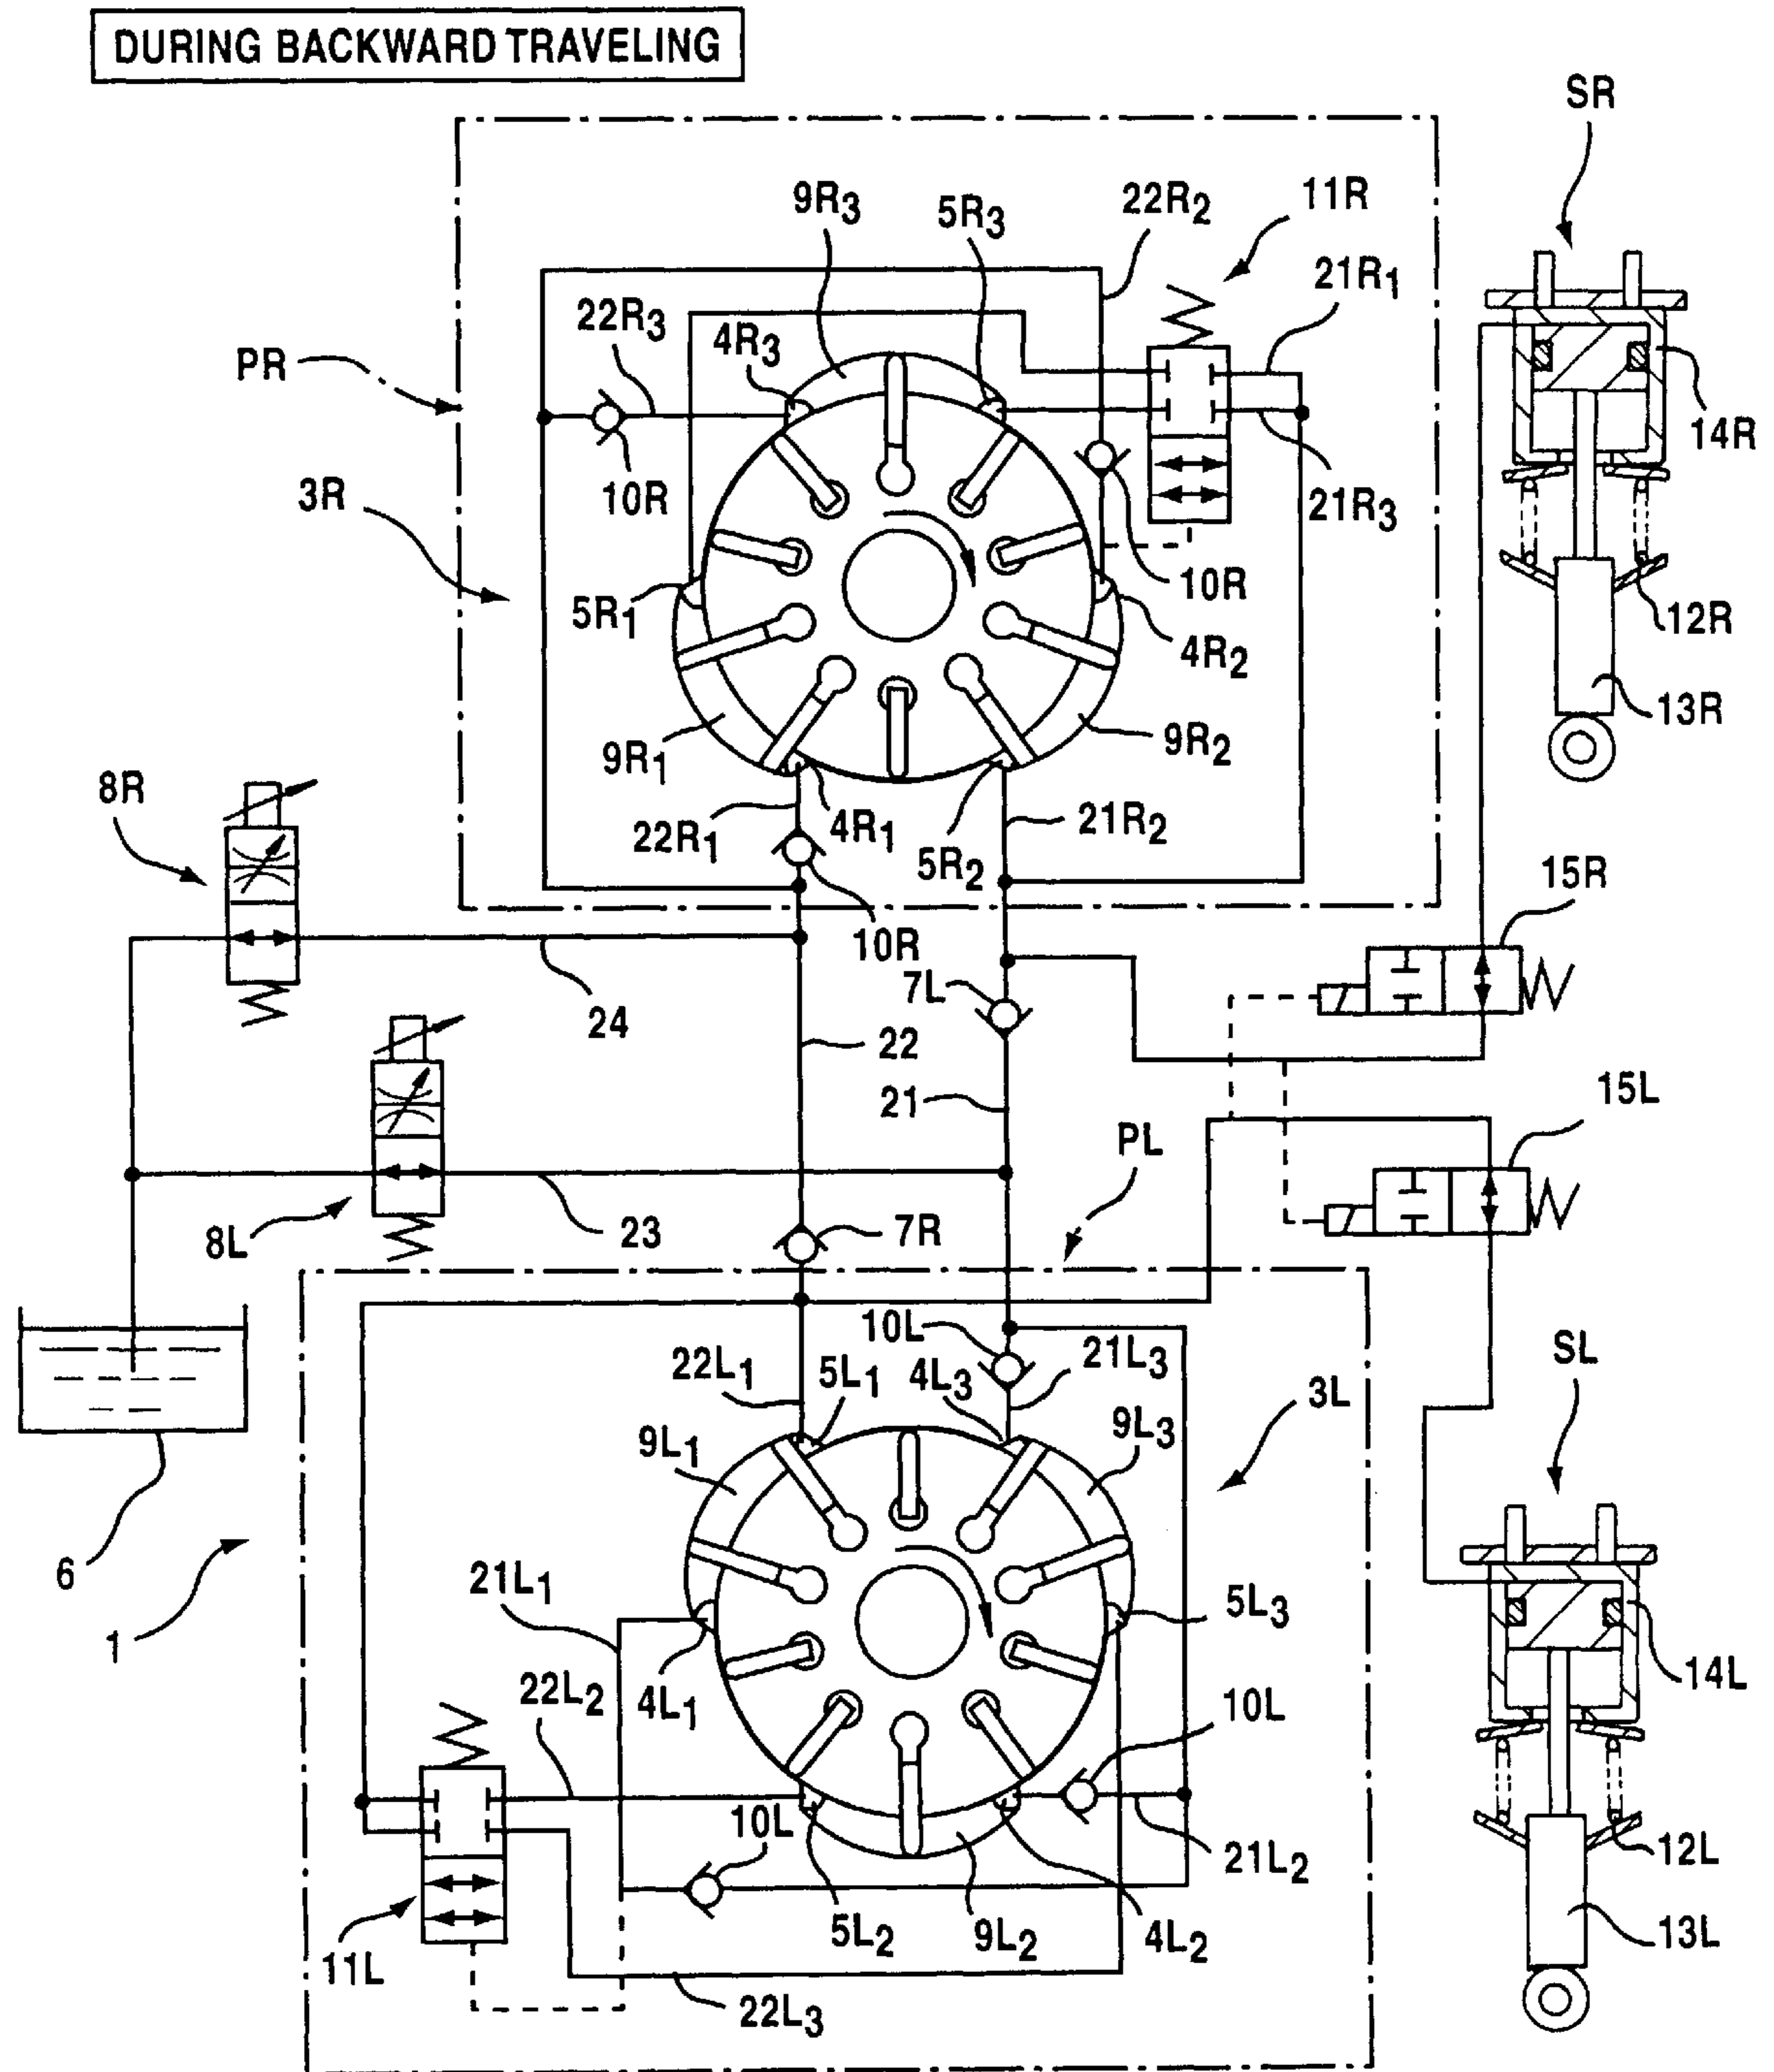 DURING BACKWARD TRAVELING
SR
9R3
5R3
22R2
11R
21R1
22R3
4R3
PR
14R
3R
10R
21R3
5R1
10R
12R
4R2
13R
9R1
9R2
8R
22R1
4R1
21R2
5R2
15R
10R
7L
24
22
21
15L
PL
8L
23
7R
10L
21L3
SL
22L1
5L1
4L3
3L
9L1
9L3
6
21L1
5L3
1
22L2
4L1
10L
14L
10L
21L2
12L
5L2
9L2
4L2
13L
11L
22L3